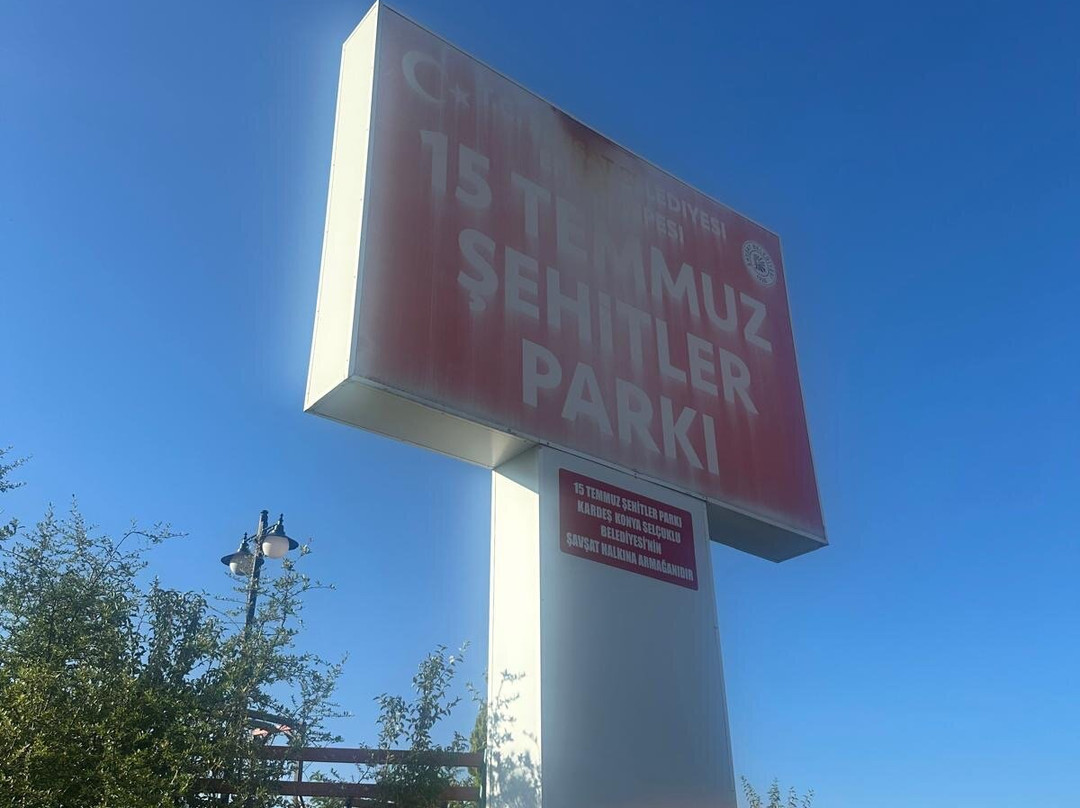 BELEDİYESİ
15 TEMMUZ
ŞEHİTLER
PARKI
15 TEMMUZ ŞEHİTLER PARKI
KARDEŞ KONYA SELÇUKLU
BELEDİYESİ'NİN
ŞAVŞAT HALKINA ARMAĞANIDIR